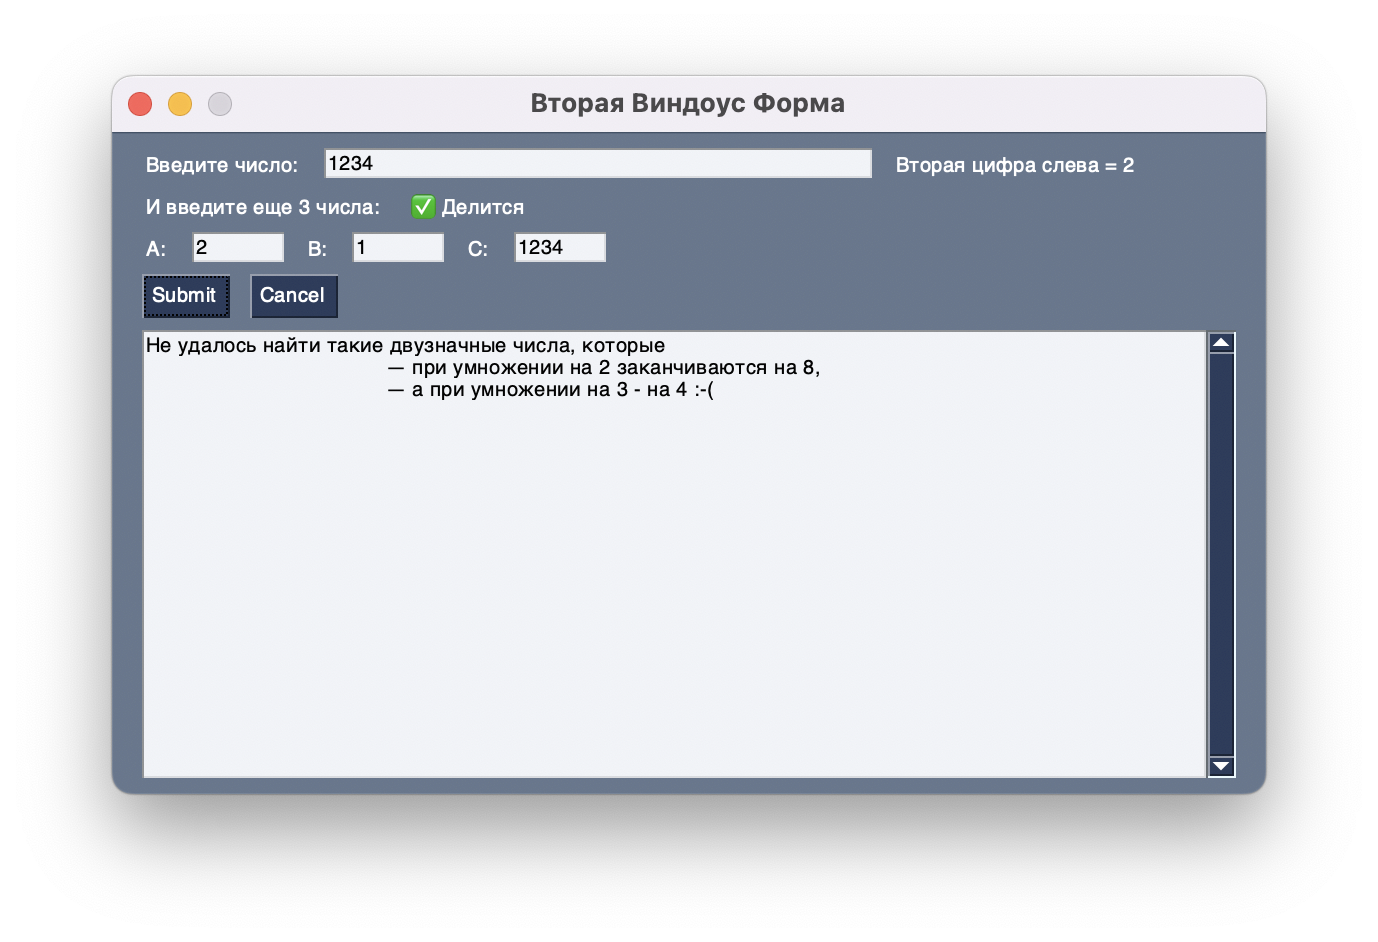 Вторая Виндоус Форма
Введите число: 1234 Вторая цифра слева = 2
И введите еще 3 числа: ✅ Делится
A: 2 B: 1 C: 1234
Submit Cancel
Не удалось найти такие двузначные числа, которые
— при умножении на 2 заканчиваются на 8,
— а при умножении на 3 - на 4 :-(